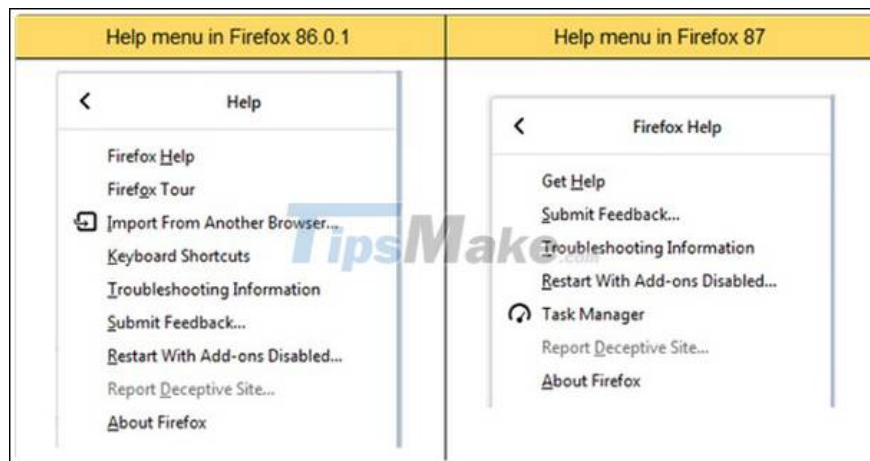 Help menu in Firefox 86.0.1
Help menu in Firefox 87
Help
Firefox Help
Firefox Tour
Import From Another Browser...
Keyboard Shortcuts
Troubleshooting Information
Submit Feedback...
Restart With Add-ons Disabled...
Report Deceptive Site...
About Firefox
Firefox Help
Get Help
Submit Feedback...
Troubleshooting Information
Restart With Add-ons Disabled...
Task Manager
Report Deceptive Site...
About Firefox
TipsMake.com